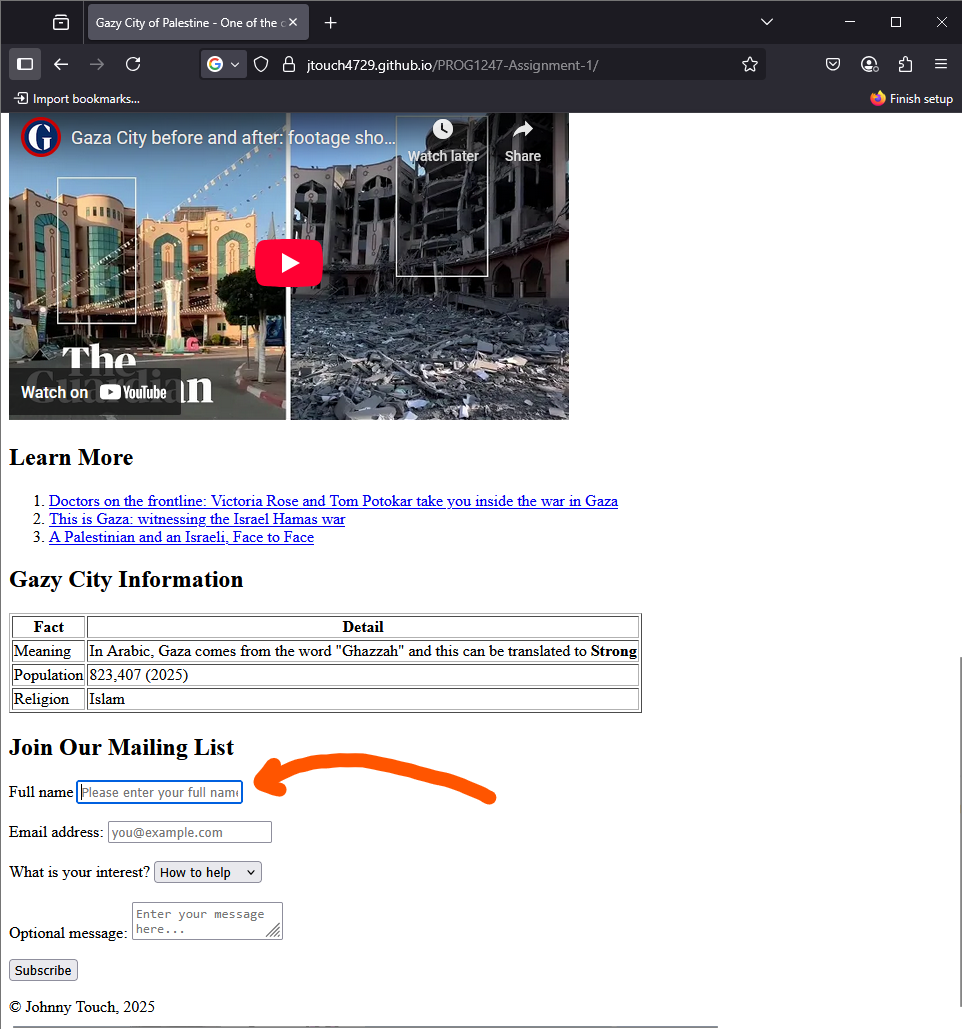 Gazy City of Palestine - One of the
jtouch4729.github.io/PROG1247-Assignment-1/
Import bookmarks...
Finish setup
G
Gaza City before and after: footage sho...
Watch later
Share
The
Guardian
Watch on YouTube
Learn More
1. Doctors on the frontline: Victoria Rose and Tom Potokar take you inside the war in Gaza
2. This is Gaza: witnessing the Israel Hamas war
3. A Palestinian and an Israeli, Face to Face
Gazy City Information
Fact Detail
Meaning In Arabic, Gaza comes from the word "Ghazzah" and this can be translated to Strong
Population 823,407 (2025)
Religion Islam
Join Our Mailing List
Full name Please enter your full name
Email address: you@example.com
What is your interest? How to help
Optional message: Enter your message
here...
Subscribe
© Johnny Touch, 2025